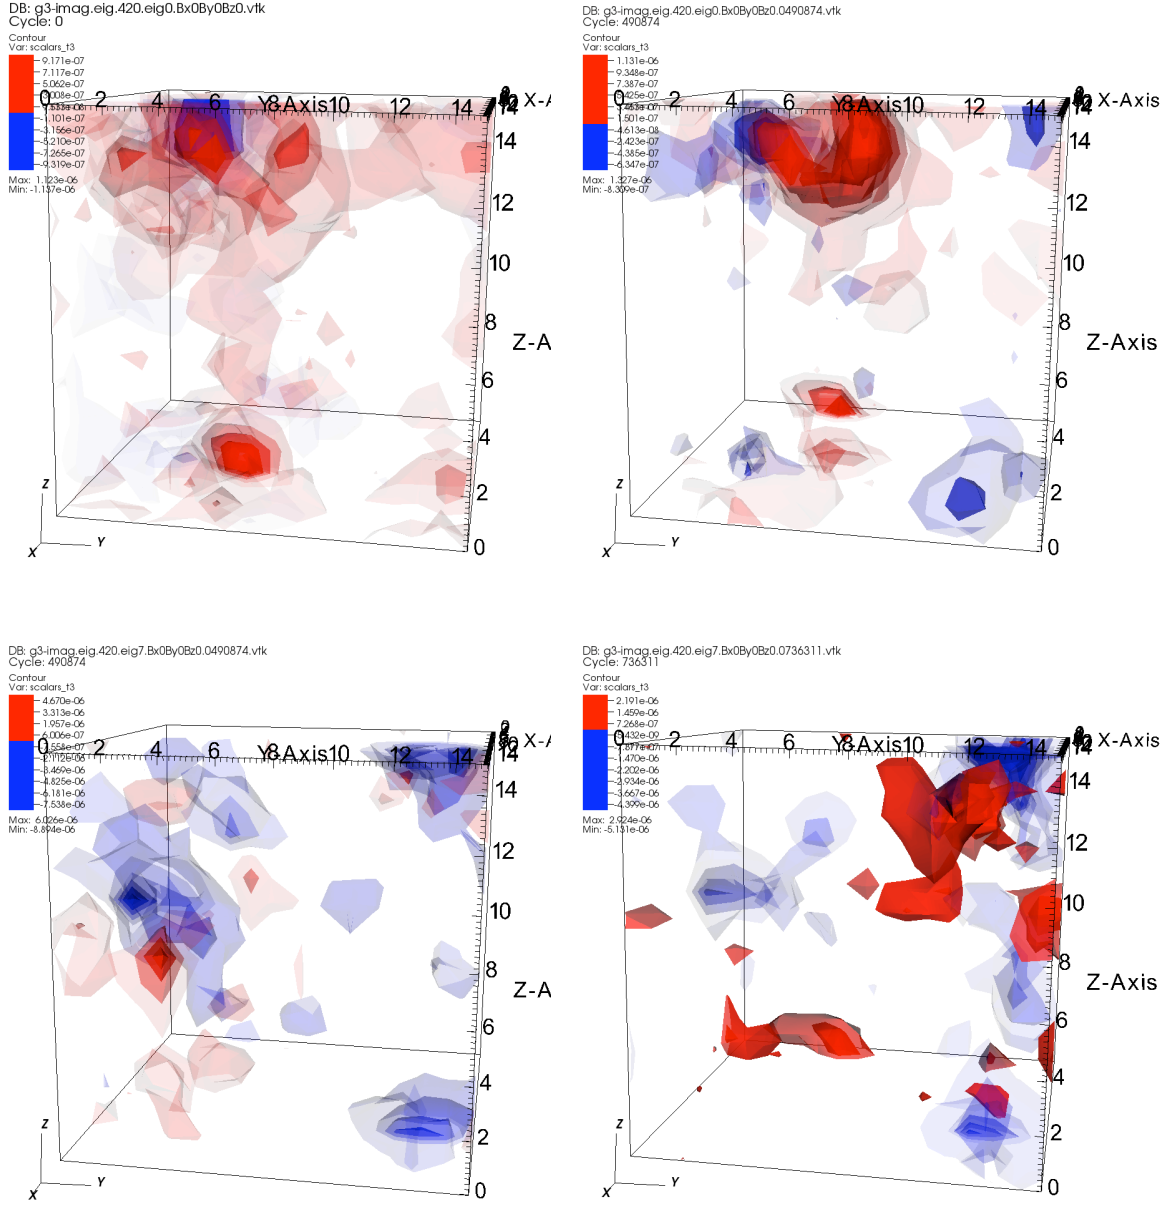 DB: g3-imag.eig.420.eig0.Bx0By0Bz0.vtk
Cycle: 0
Contour
Var: scalars_t3
9.171e-07
7.117e-07
5.062e-07
-1.101e-07
-3.156e-07
-5.210e-07
-7.265e-07
-9.319e-07
Max: 1.123e-06
Min: -1.137e-06
0 2 4 6 8 Y-Axis 10 12 14
X-A
14
12
10
8
Z-A
6
4
2
0
Z
X
Y
DB: g3-imag.eig.420.eig0.Bx0By0Bz0.0490874.vtk
Cycle: 490874
Contour
Var: scalars_t3
1.131e-06
9.348e-07
7.387e-07
1.501e-07
-4.613e-08
-4.385e-07
-6.347e-07
Max: 1.327e-06
Min: -8.309e-07
0 2 4 6 8 Y-Axis 10 12 14
X-Axis
14
12
10
8
Z-Axis
6
4
2
0
Z
X
Y
DB: g3-imag.eig.420.eig7.Bx0By0Bz0.0490874.vtk
Cycle: 490874
Contour
Var: scalars_t3
4.670e-06
3.313e-06
1.957e-06
6.006e-07
-2.112e-06
-3.469e-06
-4.825e-06
-6.181e-06
-7.538e-06
Max: 6.026e-06
Min: -8.894e-06
0 2 4 6 8 Y-Axis 10 12 14
X-A
14
12
10
8
Z-A
6
4
2
0
Z
X
Y
DB: g3-imag.eig.420.eig7.Bx0By0Bz0.0736311.vtk
Cycle: 736311
Contour
Var: scalars_t3
2.191e-06
1.459e-06
7.268e-07
-1.470e-06
-2.202e-06
-2.934e-06
-3.667e-06
-4.399e-06
Max: 2.924e-06
Min: -5.131e-06
0 2 4 6 8 Y-Axis 10 12 14
X-Axis
14
12
10
8
Z-Axis
6
4
2
0
Z
X
Y